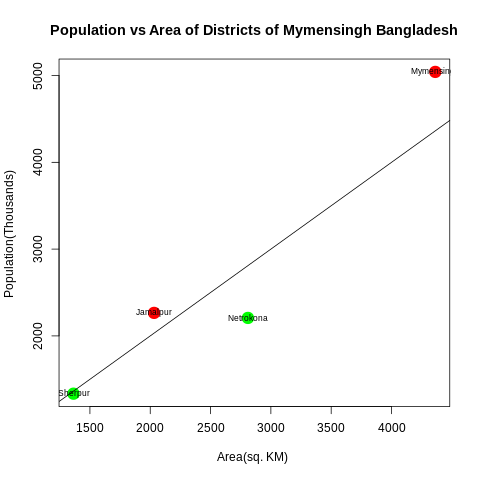 Population vs Area of Districts of Mymensingh Bangladesh
Population(Thousands)
5000
4000
3000
2000
Mymensin
Jamalpur
Netrokona
Sherpur
1500 2000 2500 3000 3500 4000
Area(sq. KM)